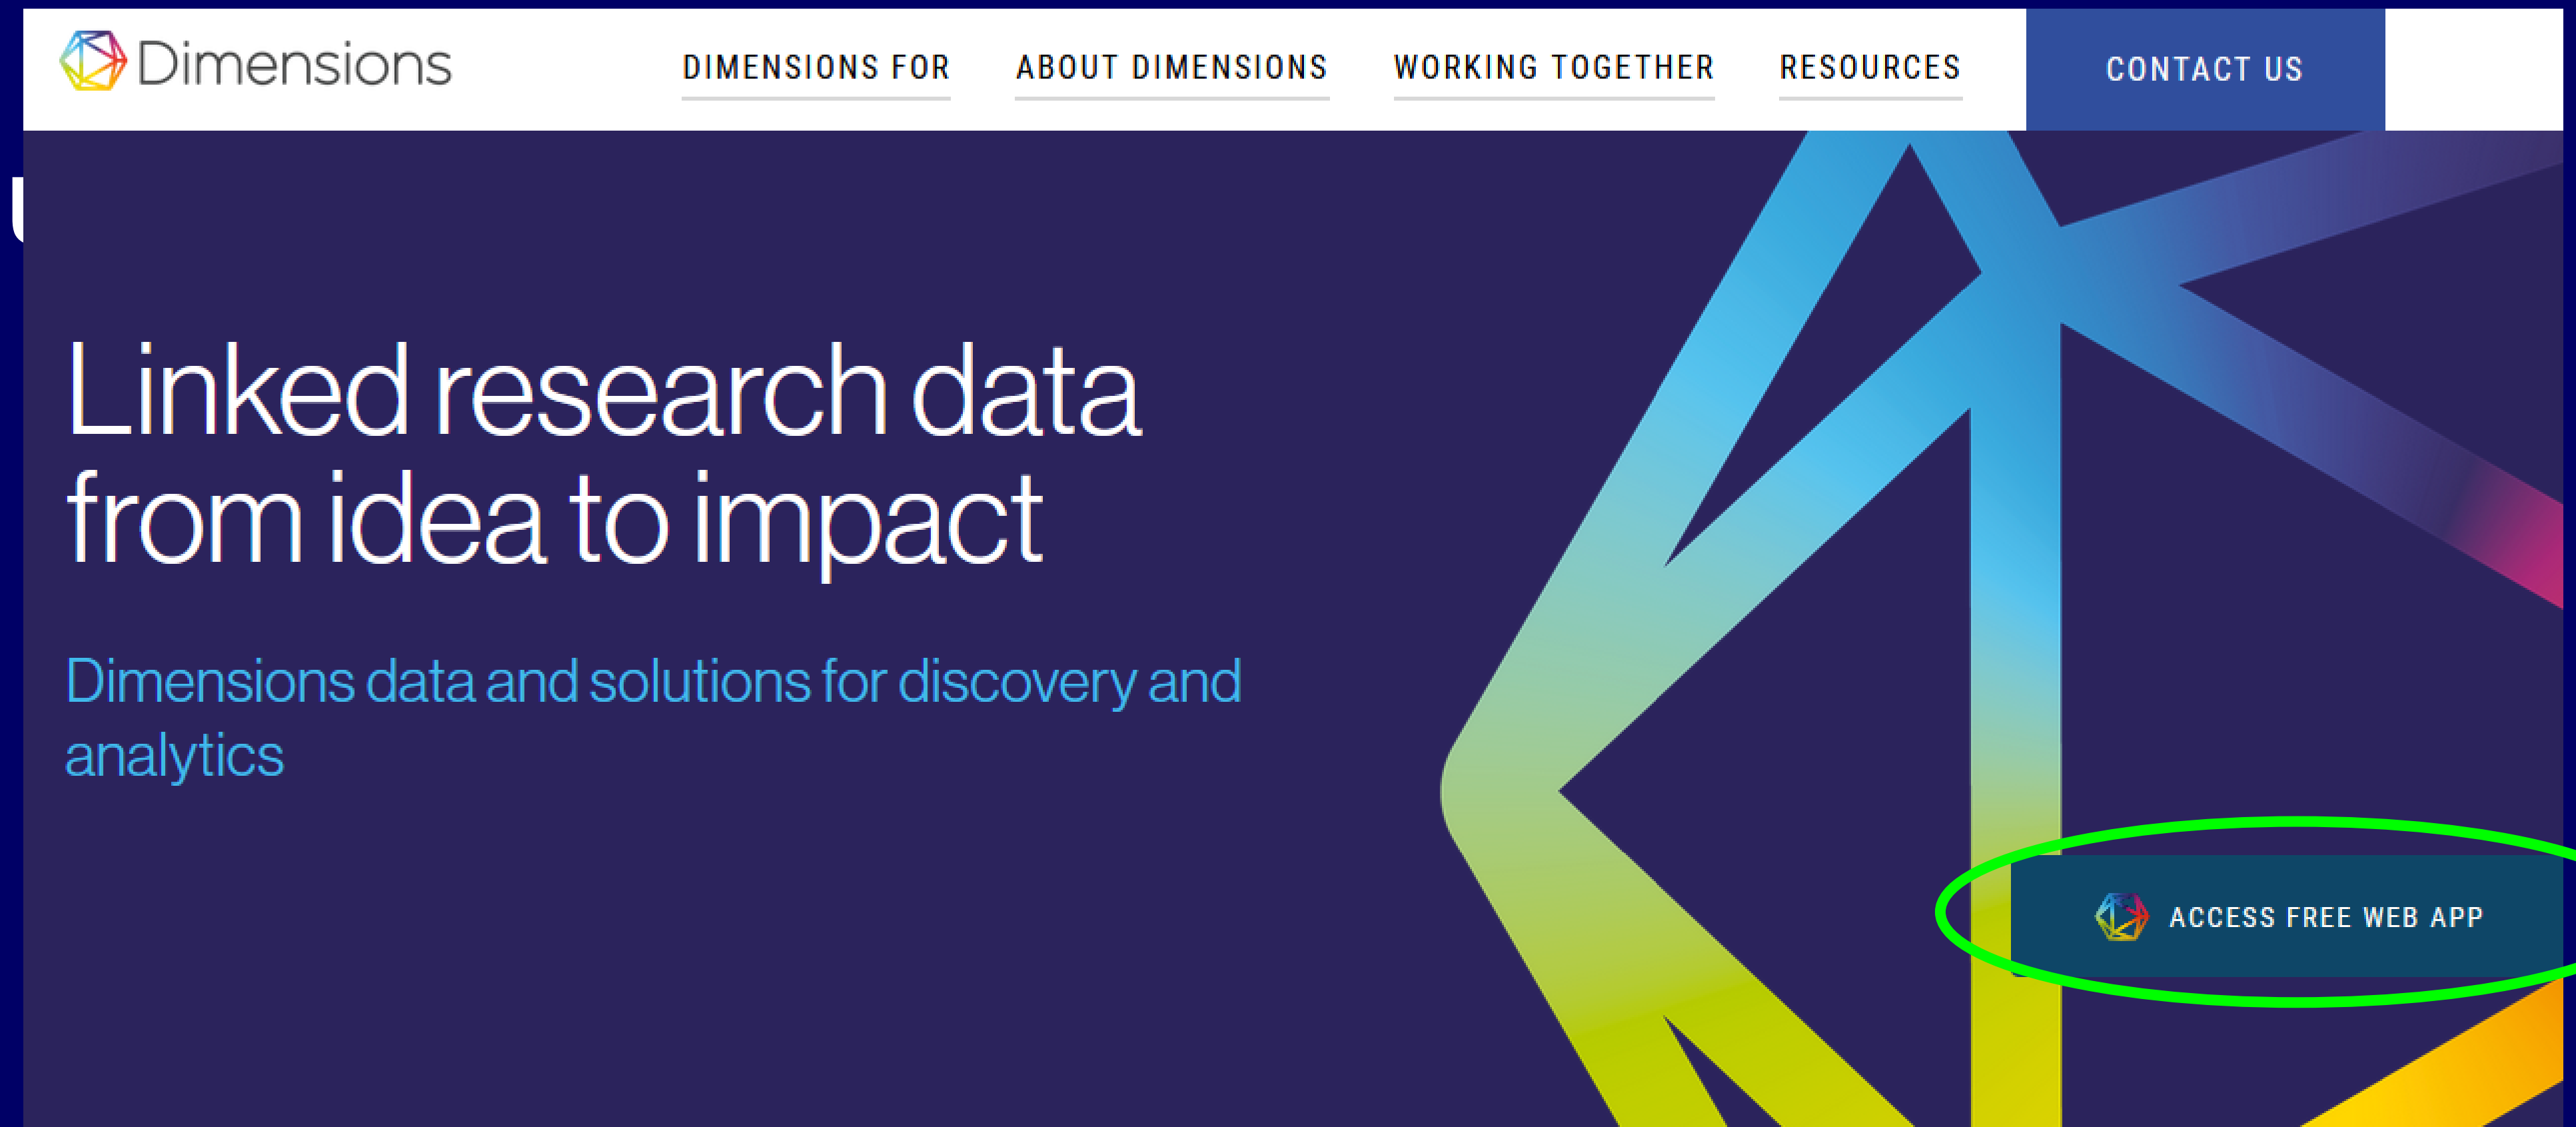 Dimensions
DIMENSIONS FOR ABOUT DIMENSIONS WORKING TOGETHER RESOURCES CONTACT US
Linked research data
from idea to impact
Dimensions data and solutions for discovery and
analytics
ACCESS FREE WEB APP